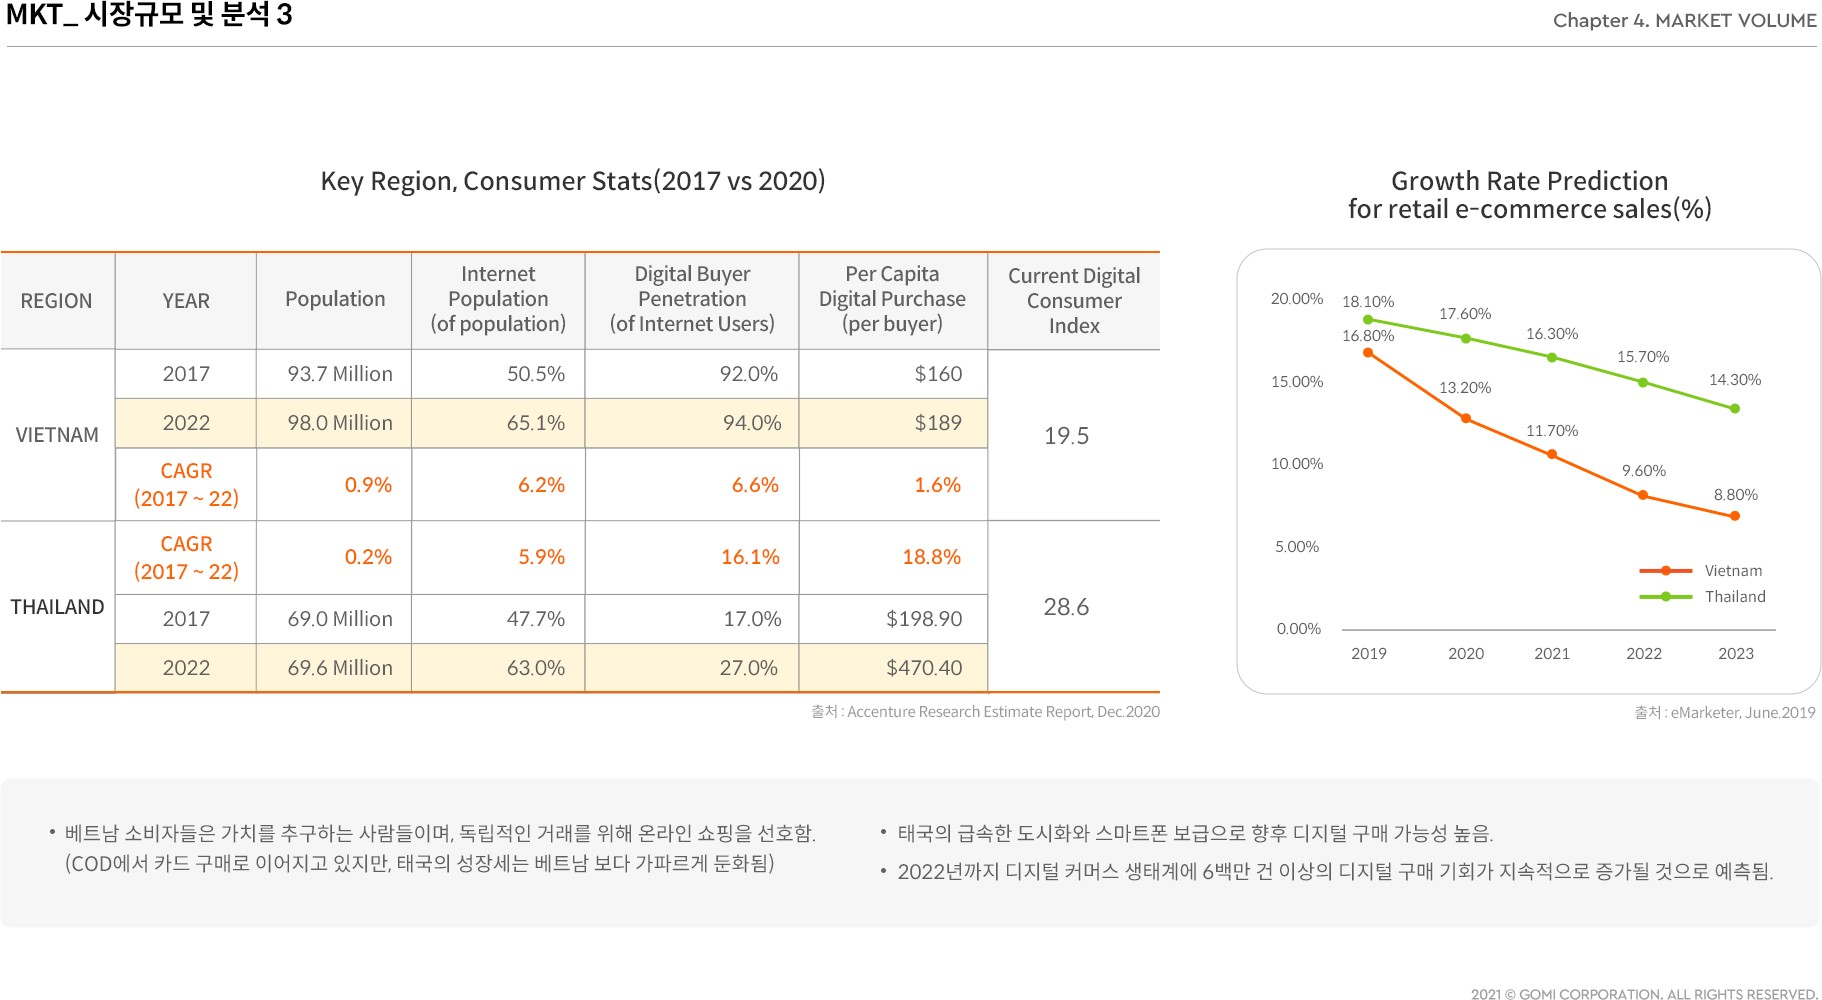 MKT_ 시장규모 및 분석 3
Chapter 4. MARKET VOLUME
Key Region, Consumer Stats(2017 vs 2020)
REGION
YEAR
Population
Internet
Population
(of population)
Digital Buyer
Penetration
(of Internet Users)
Per Capita
Digital Purchase
(per buyer)
Current Digital
Consumer
Index
VIETNAM
2017 93.7 Million 50.5% 92.0% $160
2022 98.0 Million 65.1% 94.0% $189
CAGR
(2017 ~ 22)
0.9% 6.2% 6.6% 1.6%
19.5
THAILAND
CAGR
(2017 ~ 22)
0.2% 5.9% 16.1% 18.8%
2017 69.0 Million 47.7% 17.0% $198.90
2022 69.6 Million 63.0% 27.0% $470.40
28.6
출처 : Accenture Research Estimate Report, Dec.2020
Growth Rate Prediction
for retail e-commerce sales(%)
20.00%
15.00%
10.00%
5.00%
0.00%
18.10%
17.60%
16.30%
15.70%
14.30%
16.80%
13.20%
11.70%
9.60%
8.80%
Vietnam
Thailand
2019 2020 2021 2022 2023
출처 : eMarketer, June.2019
• 베트남 소비자들은 가치를 추구하는 사람들이며, 독립적인 거래를 위해 온라인 쇼핑을 선호함.
(COD에서 카드 구매로 이어지고 있지만, 태국의 성장세는 베트남 보다 가파르게 둔화됨)
• 태국의 급속한 도시화와 스마트폰 보급으로 향후 디지털 구매 가능성 높음.
• 2022년까지 디지털 커머스 생태계에 6백만 건 이상의 디지털 구매 기회가 지속적으로 증가될 것으로 예측됨.
2021 © GOMI CORPORATION. ALL RIGHTS RESERVED.